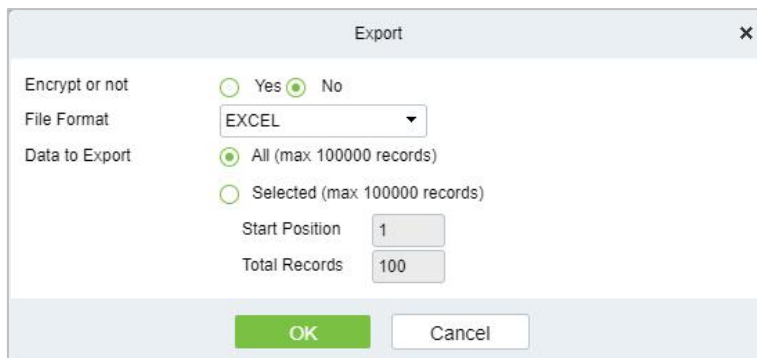 Export
Encrypt or not Yes No
File Format EXCEL
Data to Export All (max 100000 records)
Selected (max 100000 records)
Start Position 1
Total Records 100
OK Cancel